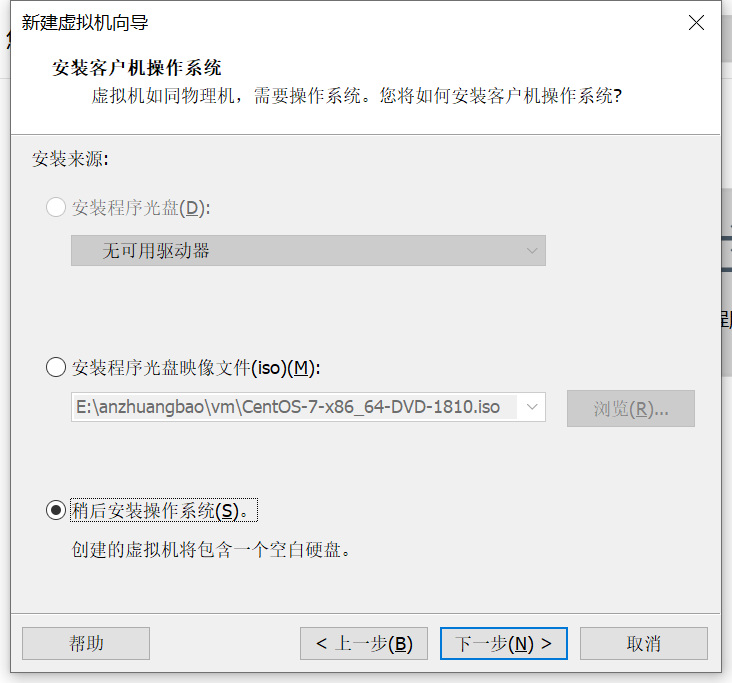 新建虚拟机向导
安装客户机操作系统
虚拟机如同物理机，需要操作系统。您将如何安装客户机操作系统?
安装来源:
安装程序光盘(D):
无可用驱动器
安装程序光盘映像文件(iso)(M):
E:\anzhuangbao\vm\CentOS-7-x86_64-DVD-1810.iso
浏览(R)...
稍后安装操作系统(S)。
创建的虚拟机将包含一个空白硬盘。
帮助
< 上一步(B)
下一步(N) >
取消